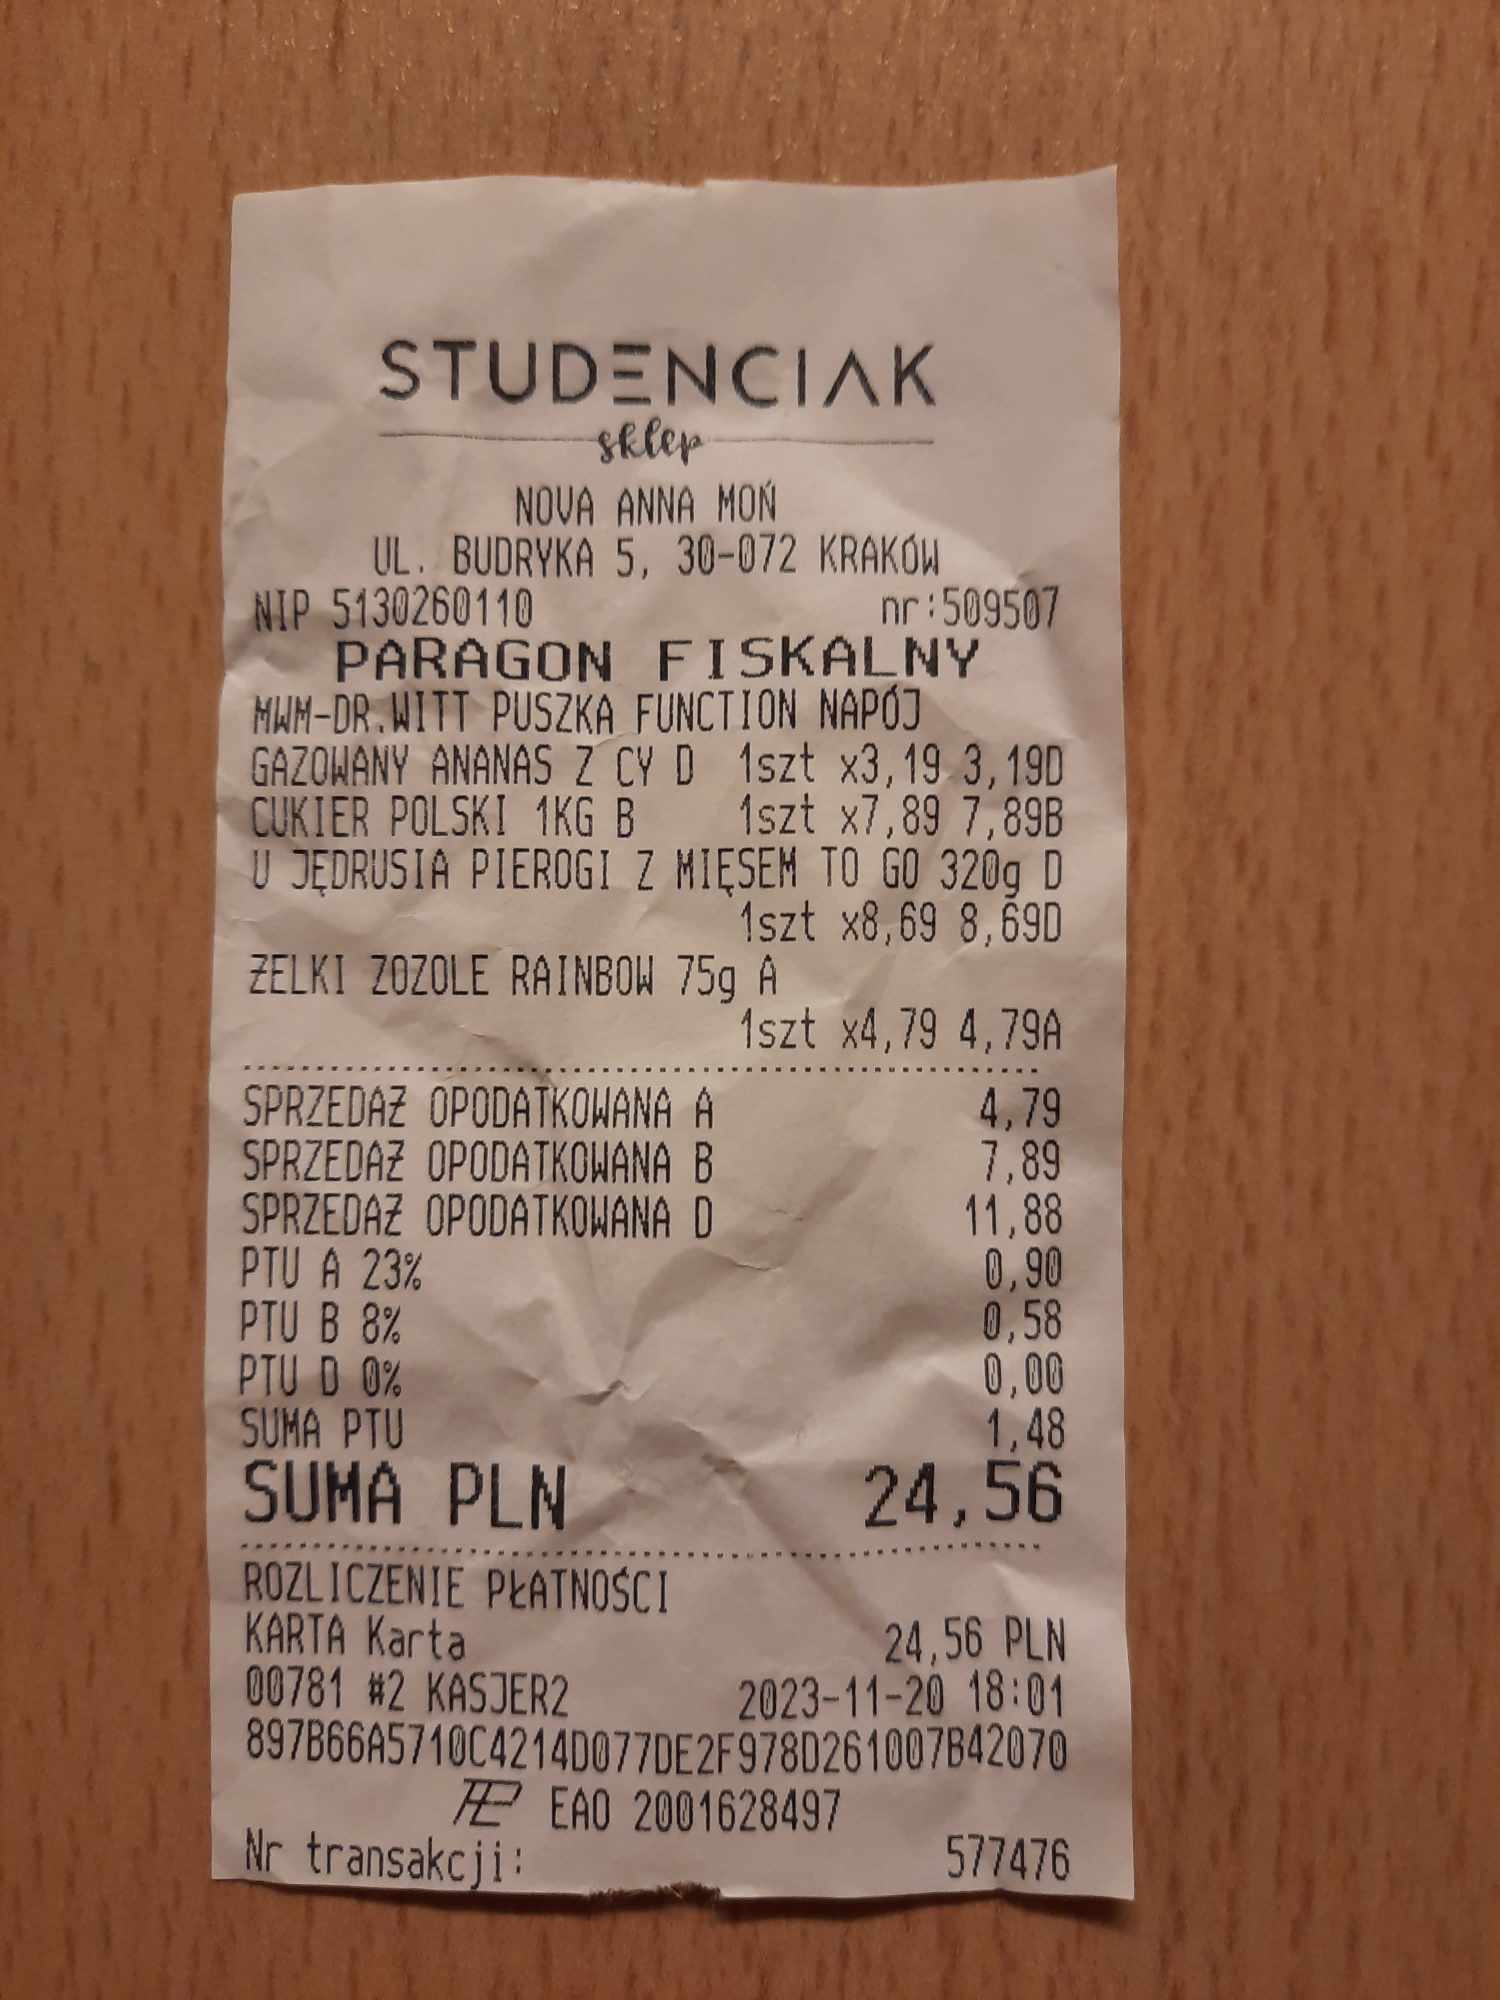 STUDENCIAK
sklep
NOVA ANNA MOŃ
UL. BUDRYKA 5, 30-072 KRAKÓW
NIP 5130260110 nr:509507
PARAGON FISKALNY
MWM-DR.WITT PUSZKA FUNCTION NAPÓJ
GAZOWANY ANANAS Z CY D 1szt x3,19 3,19D
CUKIER POLSKI 1KG B 1szt x7,89 7,89B
U JĘDRUSIA PIEROGI Z MIĘSEM TO GO 320g D
1szt x8,69 8,69D
ŻELKI ZOZOLE RAINBOW 75g A
1szt x4,79 4,79A
SPRZEDAŻ OPODATKOWANA A 4,79
SPRZEDAŻ OPODATKOWANA B 7,89
SPRZEDAŻ OPODATKOWANA D 11,88
PTU A 23% 0,90
PTU B 8% 0,58
PTU D 0% 0,00
SUMA PTU 1,48
SUMA PLN 24,56
ROZLICZENIE PŁATNOŚCI
KARTA Karta 24,56 PLN
00781 #2 KASJER2 2023-11-20 18:01
897B66A5710C4214D077DE2F978D261007B42070
EAO 2001628497
Nr transakcji: 577476